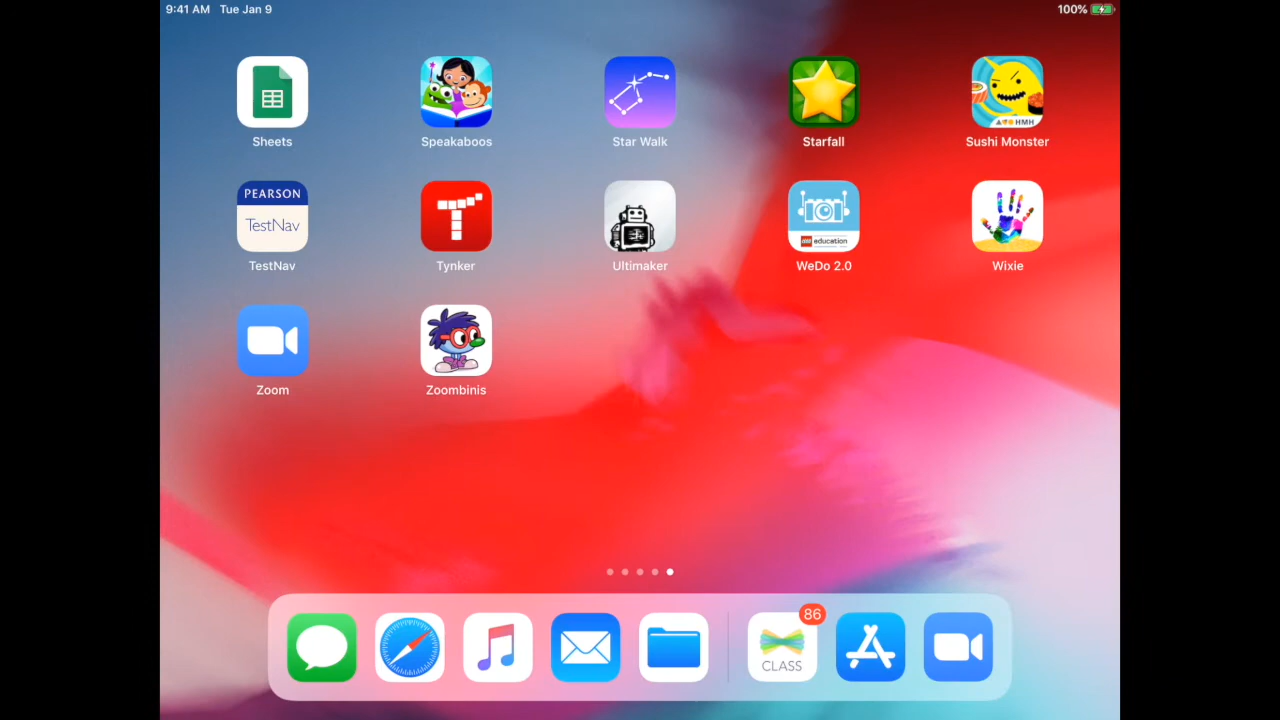 9:41 AM Tue Jan 9 100%
Sheets Speakaboos Star Walk Starfall Sushi Monster
HMH
PEARSON
TestNav
education
TestNav Tynker Ultimaker WeDo 2.0 Wixie
Zoom Zoombinis
86
CLASS